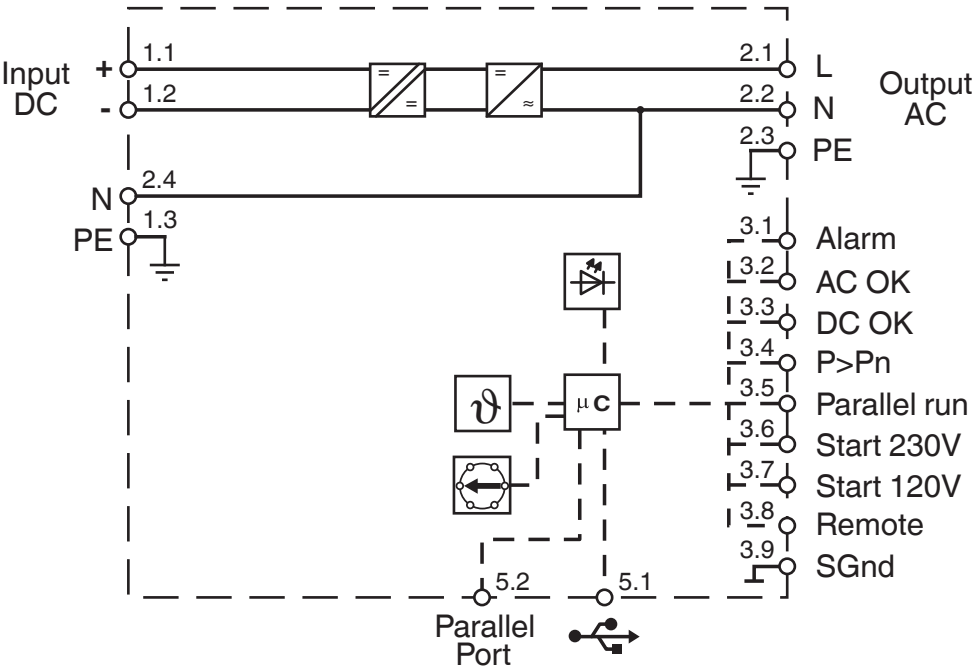 Input
DC
+
1.1
-
1.2
=
=
=
≈
2.1
L
2.2
N
Output
AC
2.3
PE
N
2.4
PE
1.3
3.1
Alarm
3.2
AC OK
3.3
DC OK
3.4
P>Pn
3.5
Parallel run
3.6
Start 230V
3.7
Start 120V
3.8
Remote
3.9
SGnd
ϑ
μC
5.2
5.1
Parallel
Port